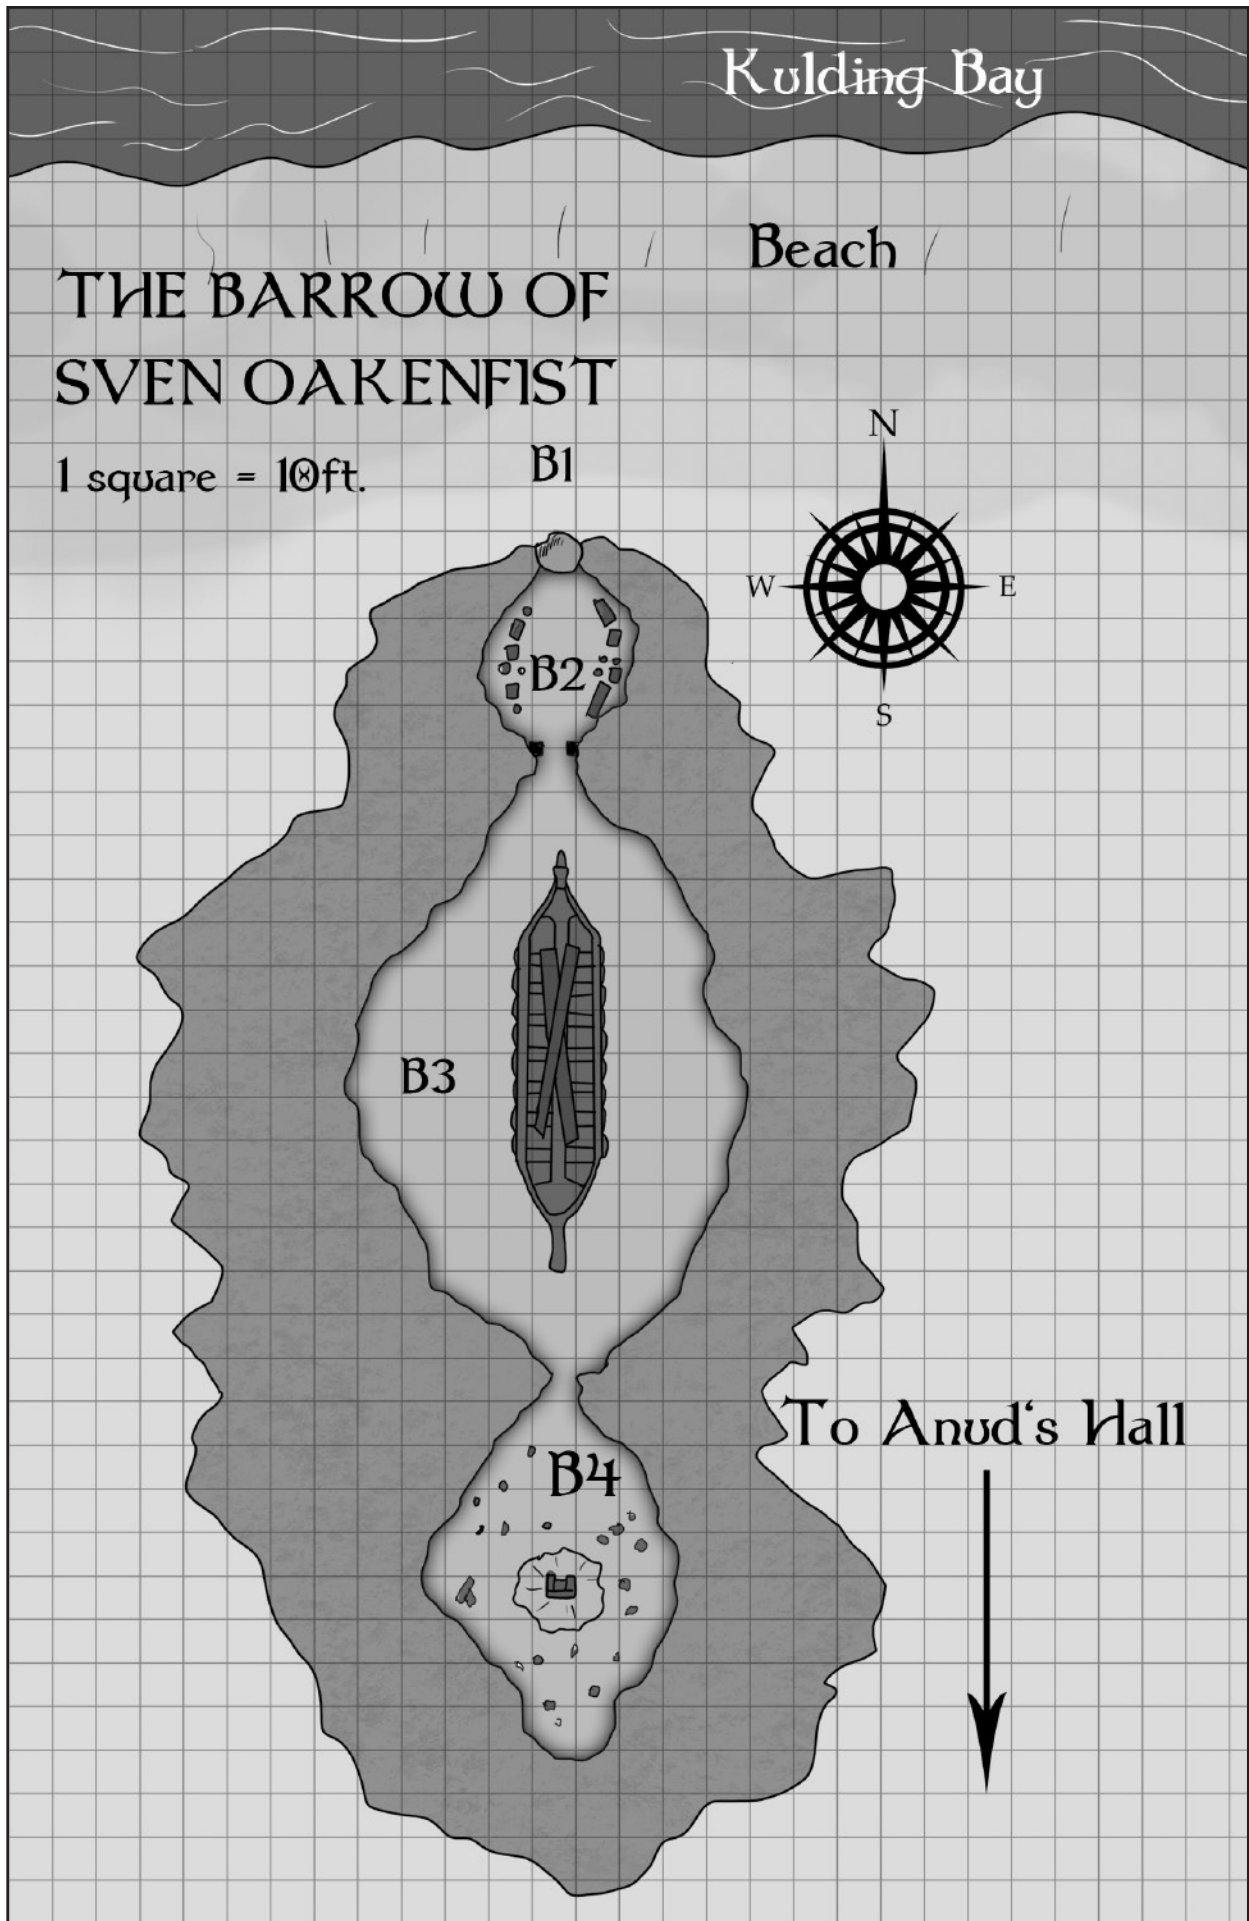 Kulding Bay
Beach
THE BARROW OF
SVEN OAKENFIST
1 square = 10ft.
B1
N
W
E
S
B2
B3
To Anud's Hall
B4